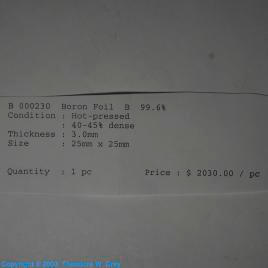 B 000230 Boron Foil B 99.6%
Condition : Hot-pressed
: 40-45% dense
Thickness : 3.0mm
Size : 25mm x 25mm
Quantity : 1 pc Price : $ 2030.00 / pc
Copyright © 2003 Theodore W. Gray